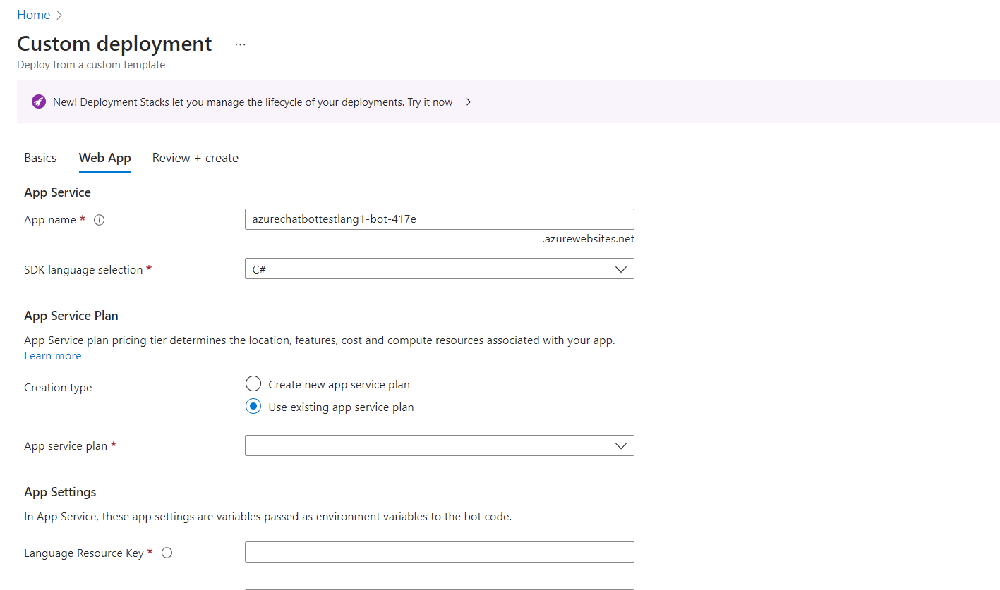 Home
Custom deployment ...
Deploy from a custom template
New! Deployment Stacks let you manage the lifecycle of your deployments. Try it now →
Basics Web App Review + create
App Service
App name *
azurechatbottestlang1-bot-417e
.azurewebsites.net
SDK language selection *
C#
App Service Plan
App Service plan pricing tier determines the location, features, cost and compute resources associated with your app.
Learn more
Creation type
Create new app service plan
Use existing app service plan
App service plan *
App Settings
In App Service, these app settings are variables passed as environment variables to the bot code.
Language Resource Key *